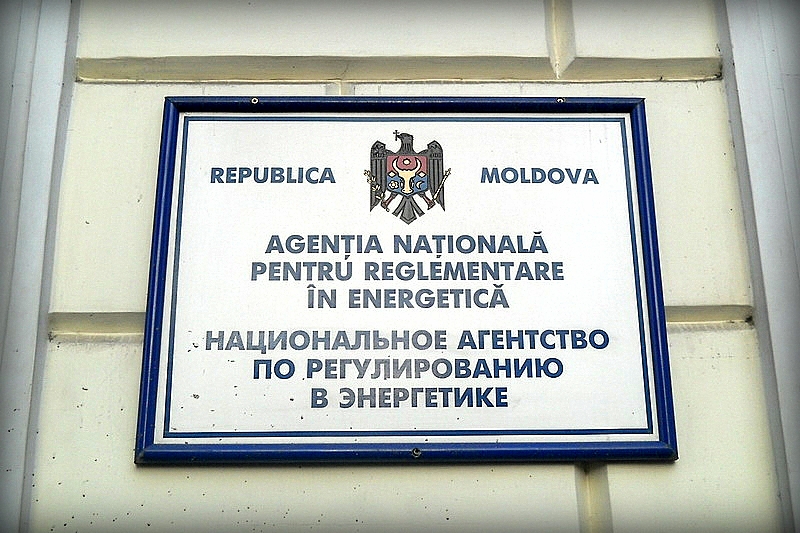 REPUBLICA MOLDOVA
AGENȚIA NAȚIONALĂ
PENTRU REGLEMENTARE
ÎN ENERGETICĂ
НАЦИОНАЛЬНОЕ АГЕНТСТВО
ПО РЕГУЛИРОВАНИЮ
В ЭНЕРГЕТИКЕ